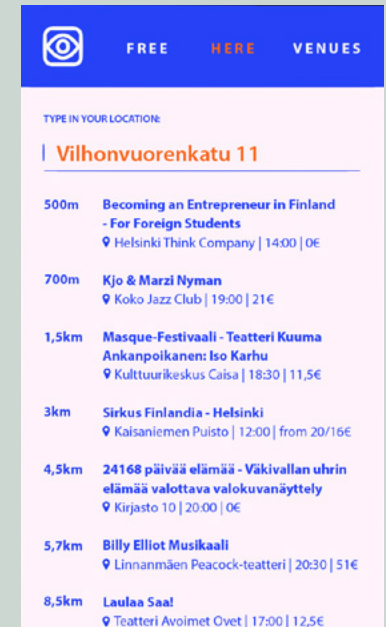 FREE HERE VENUES
TYPE IN YOUR LOCATION:
Vilhonvuorenkatu 11
500m Becoming an Entrepreneur in Finland
- For Foreign Students
Helsinki Think Company | 14:00 | 0€
700m Kjo & Marzi Nyman
Koko Jazz Club | 19:00 | 21€
1,5km Masque-Festivaali - Teatteri Kuuma
Ankanpoikanen: Iso Karhu
Kulttuurikeskus Caisa | 18:30 | 11,5€
3km Sirkus Finlandia - Helsinki
Kaisaniemen Puisto | 12:00 | from 20/16€
4,5km 24168 päivää elämää - Väkivallan uhrin
elämää valottava valokuvanäyttely
Kirjasto 10 | 20:00 | 0€
5,7km Billy Elliot Musikaali
Linnanmäen Peacock-teatteri | 20:30 | 51€
8,5km Laulaa Saa!
Teatteri Avoimet Ovet | 17:00 | 12,5€